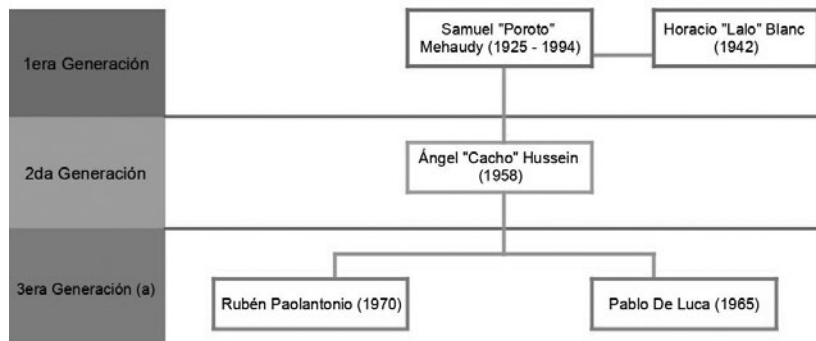 1era Generación
Samuel "Poroto"
Mehaudy (1925 - 1994)
Horacio "Lalo" Blanc
(1942)
2da Generación
Ángel "Cacho" Hussein
(1958)
3era Generación (a)
Rubén Paolantonio (1970)
Pablo De Luca (1965)